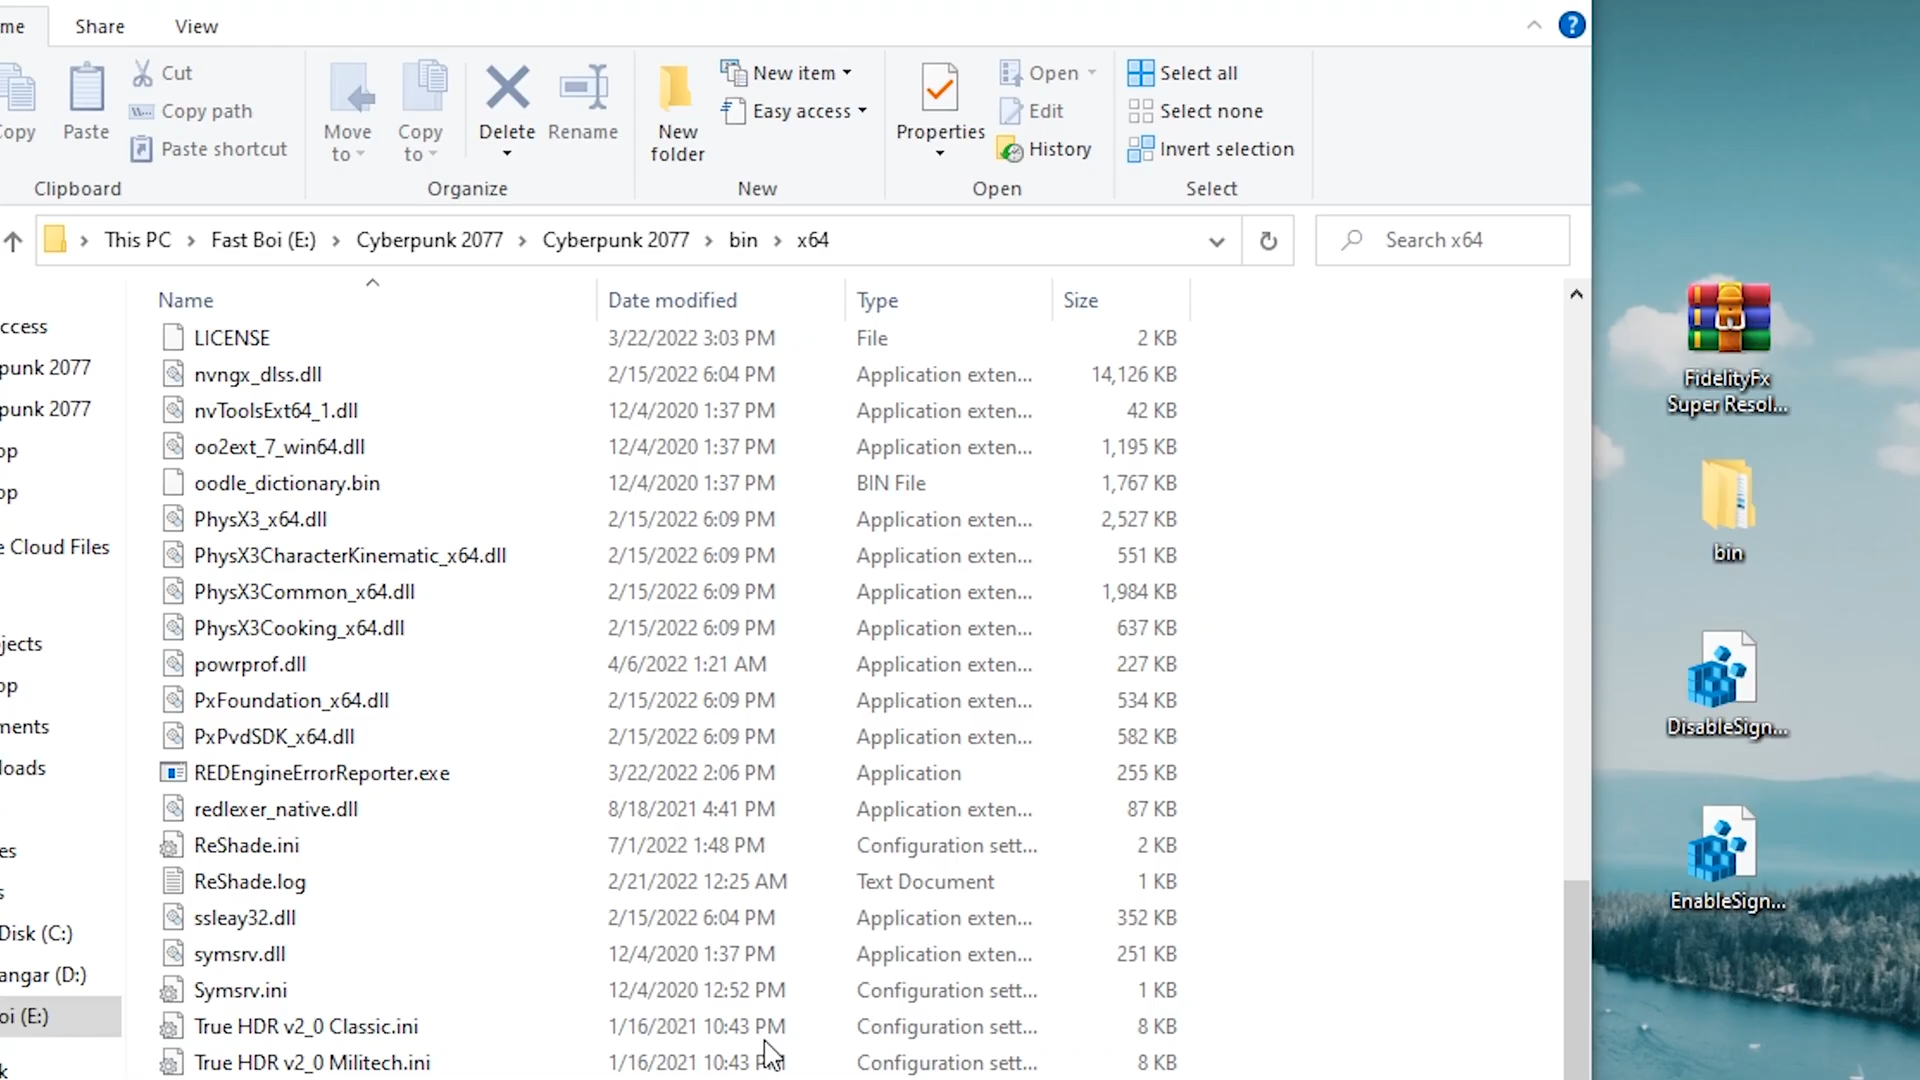 me Share View
Copy
Paste
Cut
Copy path
Paste shortcut
Clipboard
Move to
Copy to
Delete
Rename
Organize
New folder
New item
Easy access
New
Properties
Open
Edit
History
Open
Select all
Select none
Invert selection
Select
This PC > Fast Boi (E:) > Cyberpunk 2077 > Cyberpunk 2077 > bin > x64
Search x64
ccess
punk 2077
punk 2077
op
op
e Cloud Files
jects
op
ments
loads
es
s
Disk (C:)
angar (D:)
oi (E:)
k
Name Date modified Type Size
LICENSE 3/22/2022 3:03 PM File 2 KB
nvngx_dlss.dll 2/15/2022 6:04 PM Application exten... 14,126 KB
nvToolsExt64_1.dll 12/4/2020 1:37 PM Application exten... 42 KB
oo2ext_7_win64.dll 12/4/2020 1:37 PM Application exten... 1,195 KB
oodle_dictionary.bin 12/4/2020 1:37 PM BIN File 1,767 KB
PhysX3_x64.dll 2/15/2022 6:09 PM Application exten... 2,527 KB
PhysX3CharacterKinematic_x64.dll 2/15/2022 6:09 PM Application exten... 551 KB
PhysX3Common_x64.dll 2/15/2022 6:09 PM Application exten... 1,984 KB
PhysX3Cooking_x64.dll 2/15/2022 6:09 PM Application exten... 637 KB
powrprof.dll 4/6/2022 1:21 AM Application exten... 227 KB
PxFoundation_x64.dll 2/15/2022 6:09 PM Application exten... 534 KB
PxPvdSDK_x64.dll 2/15/2022 6:09 PM Application exten... 582 KB
REDEngineErrorReporter.exe 3/22/2022 2:06 PM Application 255 KB
redlexer_native.dll 8/18/2021 4:41 PM Application exten... 87 KB
ReShade.ini 7/1/2022 1:48 PM Configuration sett... 2 KB
ReShade.log 2/21/2022 12:25 AM Text Document 1 KB
ssleay32.dll 2/15/2022 6:04 PM Application exten... 352 KB
symsrv.dll 12/4/2020 1:37 PM Application exten... 251 KB
Symsrv.ini 12/4/2020 12:52 PM Configuration sett... 1 KB
True HDR v2_0 Classic.ini 1/16/2021 10:43 PM Configuration sett... 8 KB
True HDR v2_0 Militech.ini 1/16/2021 10:43 PM Configuration sett... 8 KB
FidelityFx
Super Resol...
bin
DisableSign...
EnableSign...